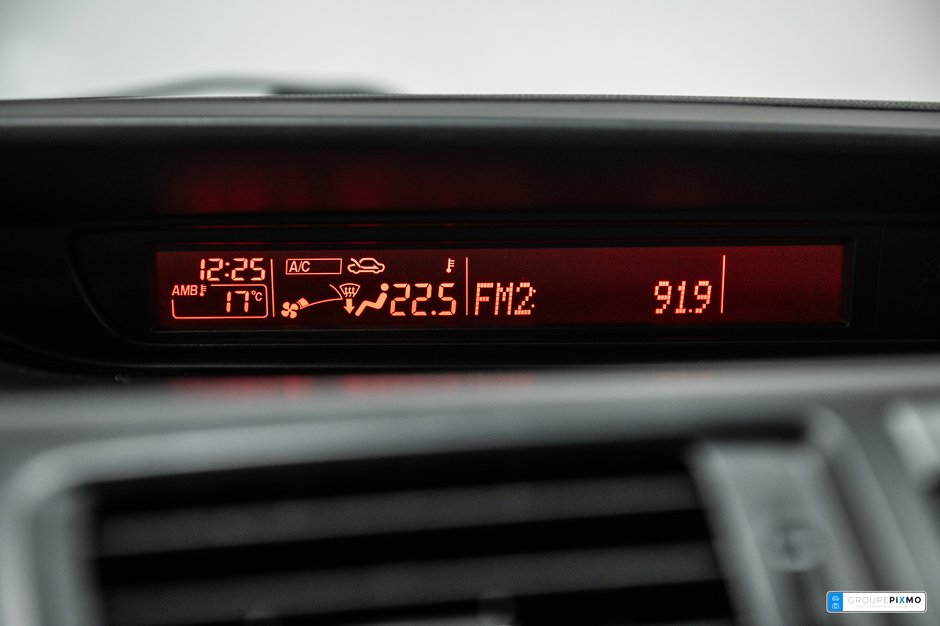 12:25
A/C
AMB 17°C
22.5
FM2
91.9
GROUPEPiXMO